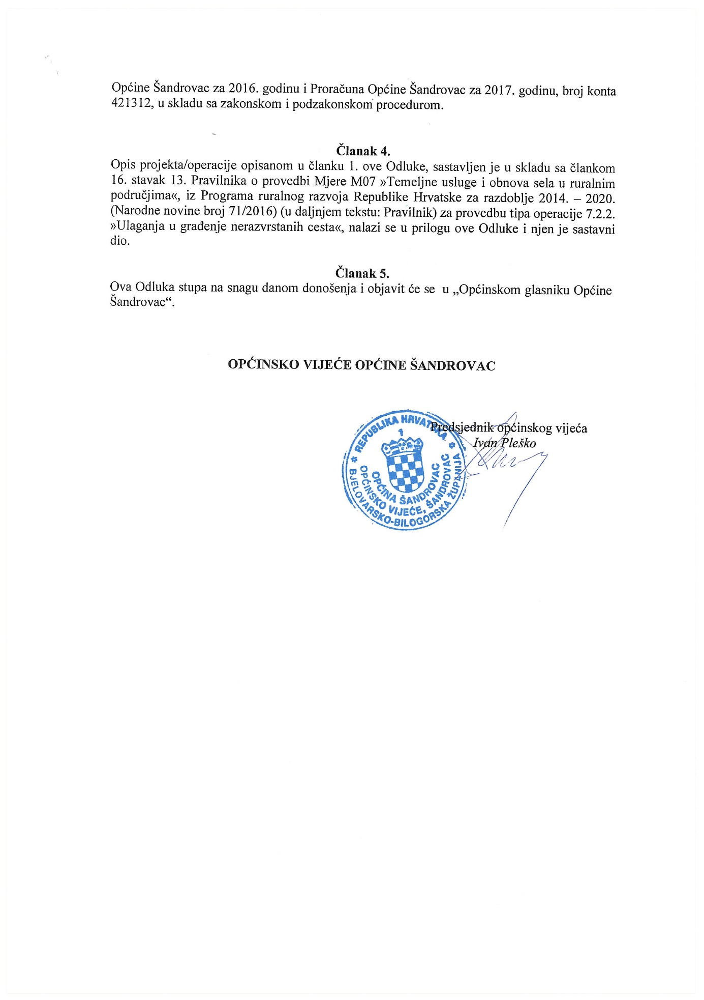 Općine Šandrovac za 2016. godinu i Proračuna Općine Šandrovac za 2017. godinu, broj konta
421312, u skladu sa zakonskom i podzakonskom procedurom.
Članak 4.
Opis projekta/operacije opisanom u članku 1. ove Odluke, sastavljen je u skladu sa člankom
16. stavak 13. Pravilnika o provedbi Mjere M07 »Temeljne usluge i obnova sela u ruralnim
područjima«, iz Programa ruralnog razvoja Republike Hrvatske za razdoblje 2014. – 2020.
(Narodne novine broj 71/2016) (u daljnjem tekstu: Pravilnik) za provedbu tipa operacije 7.2.2.
»Ulaganja u građenje nerazvrstanih cesta«, nalazi se u prilogu ove Odluke i njen je sastavni
dio.
Članak 5.
Ova Odluka stupa na snagu danom donošenja i objavit će se  u „Općinskom glasniku Općine
Šandrovac“.
OPĆINSKO VIJEĆE OPĆINE ŠANDROVAC
Predsjednik općinskog vijeća
Ivan Pleško
REPUBLIKA HRVATSKA
BJELOVARSKO-BILOGORSKA ŽUPANIJA
OPĆINA ŠANDROVAC
OPĆINSKO VIJEĆE, ŠANDROVAC
1